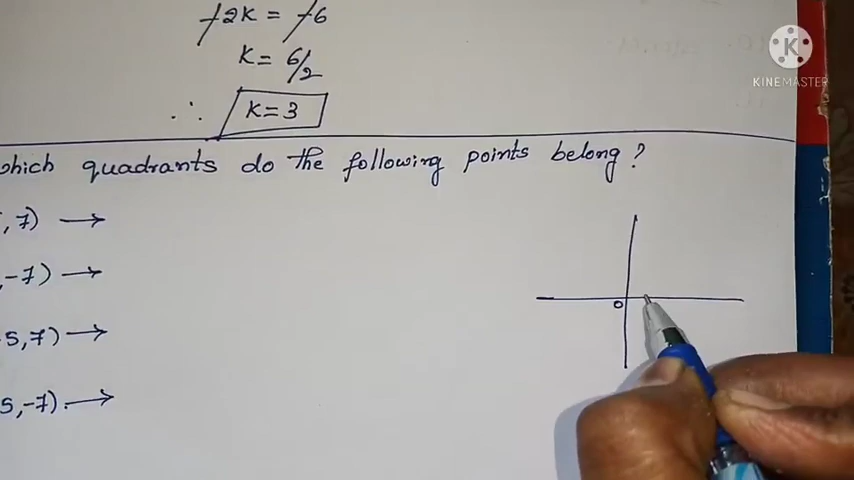 -2K = -6
K = 6/2
∴ K = 3
which quadrants do the following points belong?
, 7) →
, -7) →
5, 7) →
5, -7). →
0
K
KINEMASTER